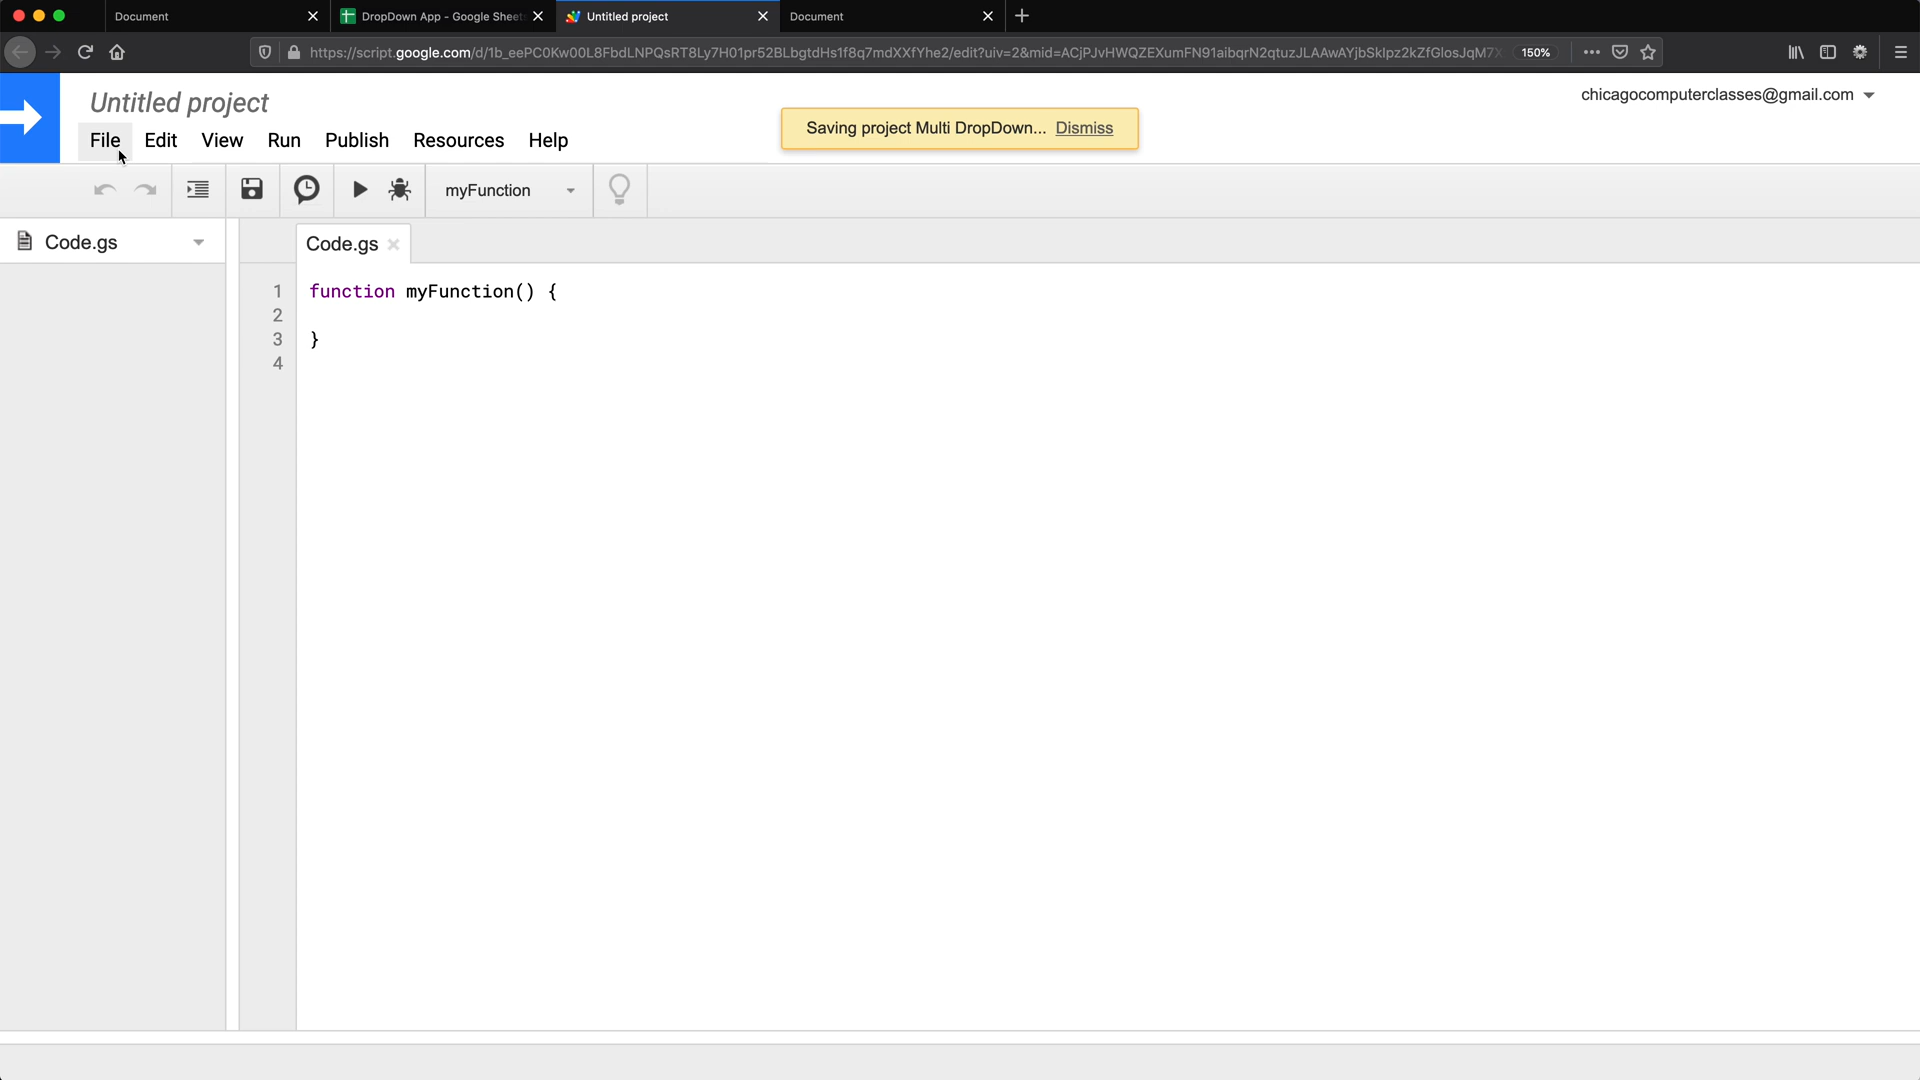 Document
DropDown App - Google Sheets
Untitled project
Document
https://script.google.com/d/1b_eePC0Kw00L8FbdLNPQsRT8Ly7H01pr52BLbgtdHs1f8q7mdXXfYhe2/edit?uiv=2&mid=ACjPJvHWQZEXumFN91aibqrN2qtuzJLAAwAYjbSkIpz2kZfGlosJqM7X
150%
Untitled project
chicagocomputerclasses@gmail.com
Saving project Multi DropDown... Dismiss
File Edit View Run Publish Resources Help
myFunction
Code.gs
Code.gs
1 function myFunction() {
2
3 }
4